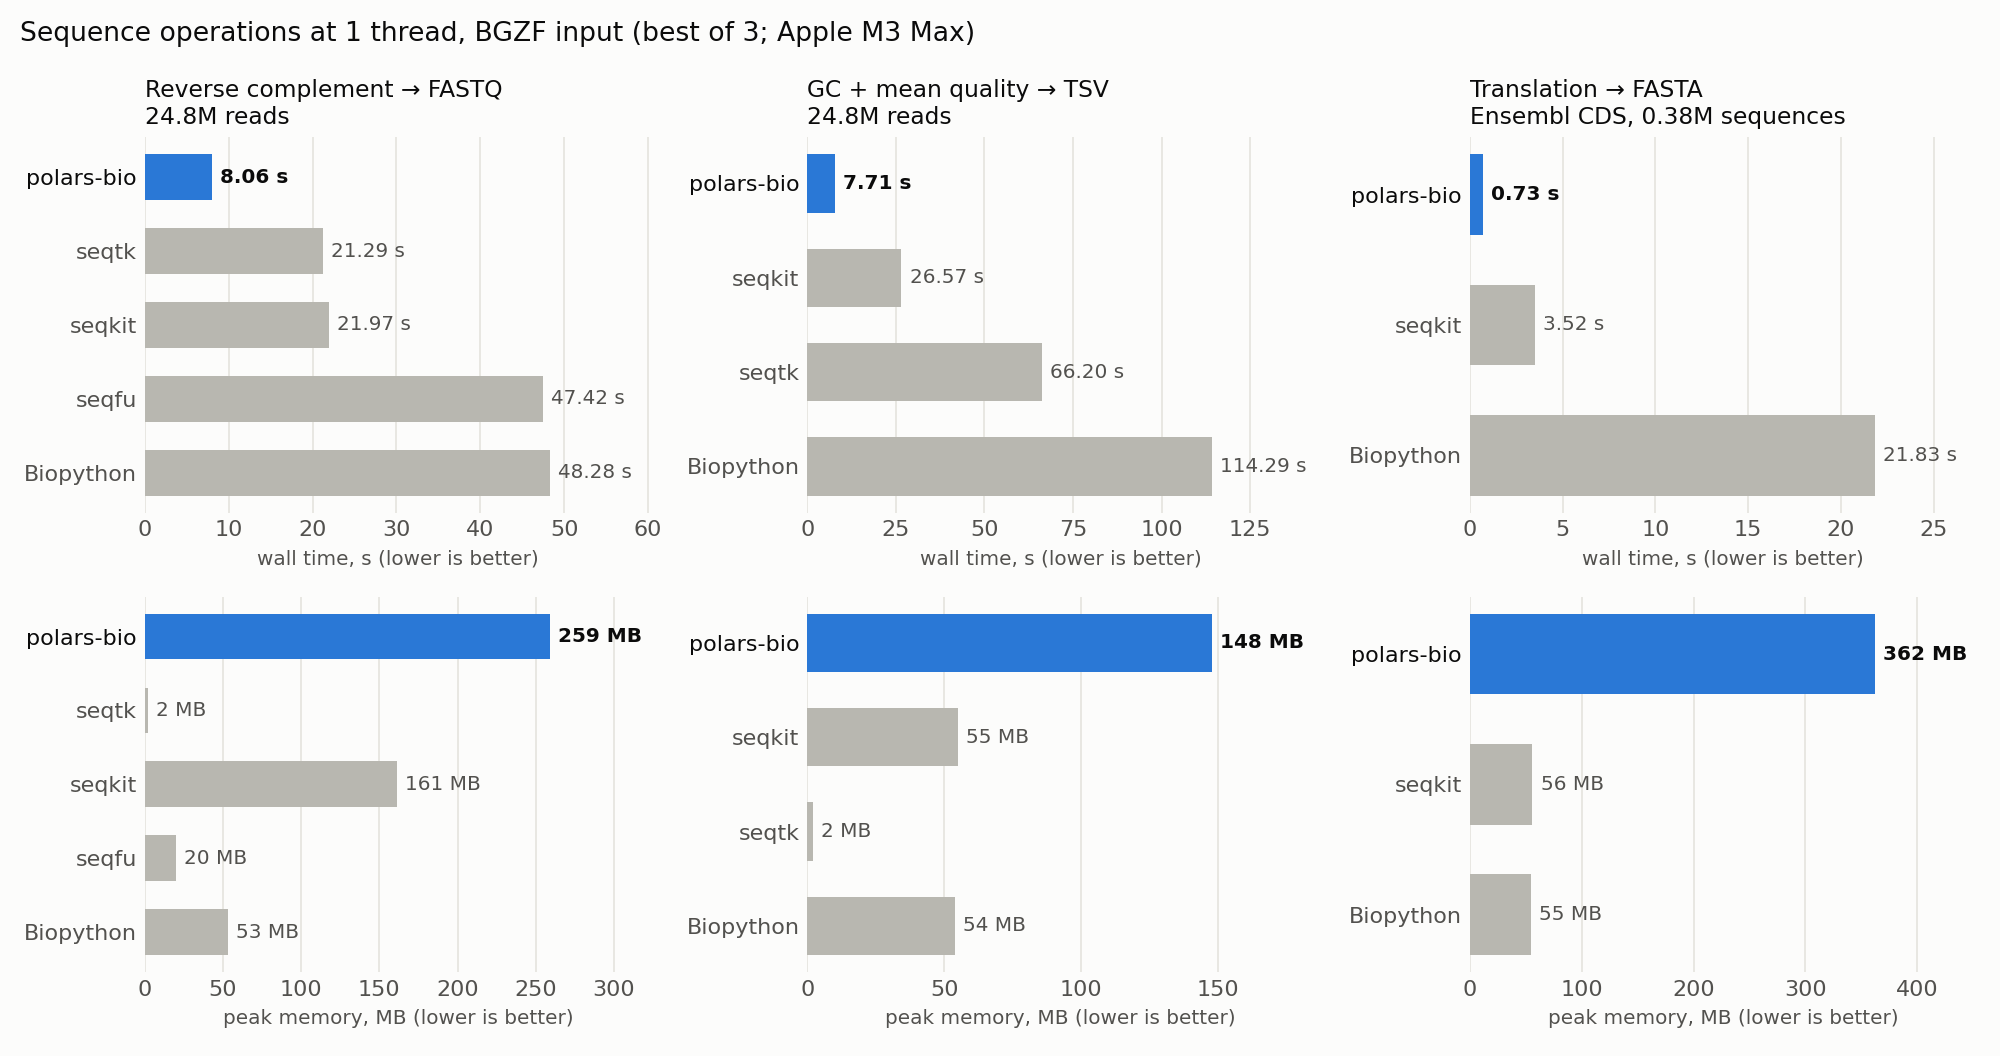 Sequence operations at 1 thread, BGZF input (best of 3; Apple M3 Max)
Reverse complement → FASTQ
24.8M reads
polars-bio 8.06 s
seqtk 21.29 s
seqkit 21.97 s
seqfu 47.42 s
Biopython 48.28 s
0 10 20 30 40 50 60
wall time, s (lower is better)
GC + mean quality → TSV
24.8M reads
polars-bio 7.71 s
seqkit 26.57 s
seqtk 66.20 s
Biopython 114.29 s
0 25 50 75 100 125
wall time, s (lower is better)
Translation → FASTA
Ensembl CDS, 0.38M sequences
polars-bio 0.73 s
seqkit 3.52 s
Biopython 21.83 s
0 5 10 15 20 25
wall time, s (lower is better)
polars-bio 259 MB
seqtk 2 MB
seqkit 161 MB
seqfu 20 MB
Biopython 53 MB
0 50 100 150 200 250 300
peak memory, MB (lower is better)
polars-bio 148 MB
seqkit 55 MB
seqtk 2 MB
Biopython 54 MB
0 50 100 150
peak memory, MB (lower is better)
polars-bio 362 MB
seqkit 56 MB
Biopython 55 MB
0 100 200 300 400
peak memory, MB (lower is better)